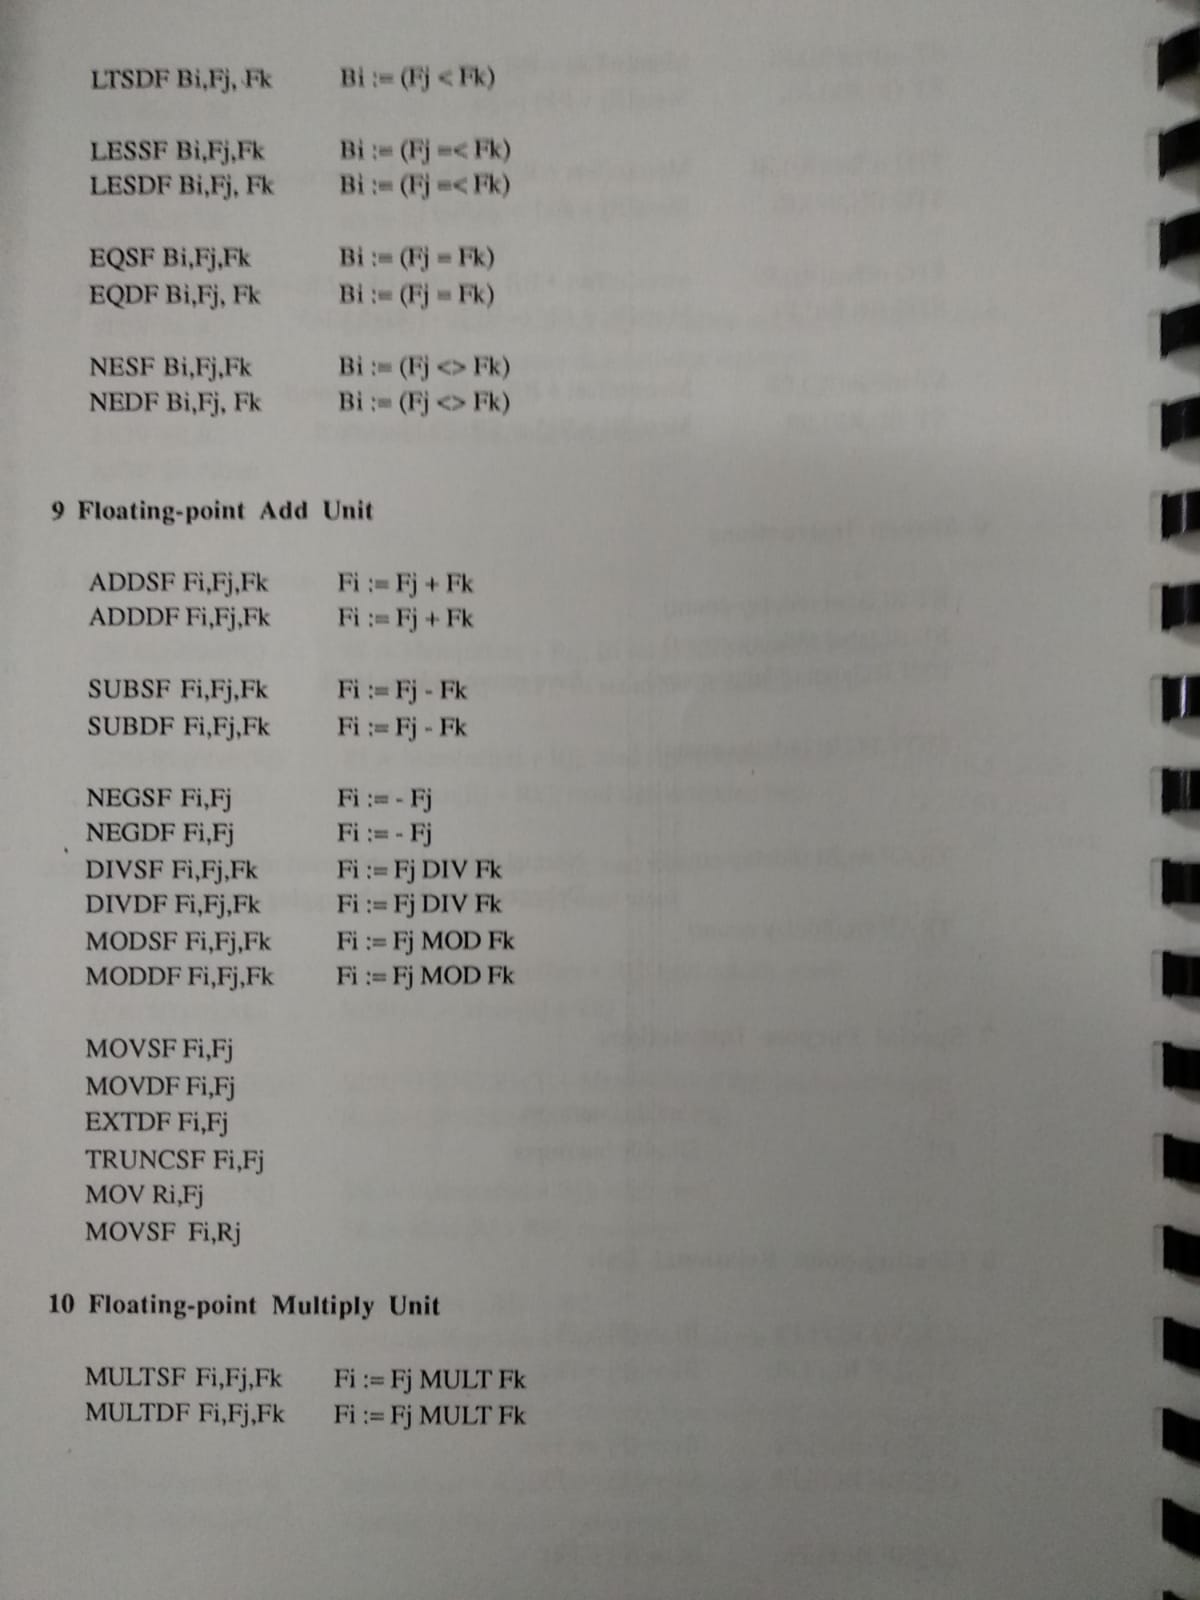 LTSDF Bi,Fj, Fk Bi := (Fj < Fk)
LESSF Bi,Fj,Fk Bi := (Fj =< Fk)
LESDF Bi,Fj, Fk Bi := (Fj =< Fk)
EQSF Bi,Fj,Fk Bi := (Fj = Fk)
EQDF Bi,Fj, Fk Bi := (Fj = Fk)
NESF Bi,Fj,Fk Bi := (Fj <> Fk)
NEDF Bi,Fj, Fk Bi := (Fj <> Fk)
9 Floating-point Add Unit
ADDSF Fi,Fj,Fk Fi := Fj + Fk
ADDDF Fi,Fj,Fk Fi := Fj + Fk
SUBSF Fi,Fj,Fk Fi := Fj - Fk
SUBDF Fi,Fj,Fk Fi := Fj - Fk
NEGSF Fi,Fj Fi := - Fj
NEGDF Fi,Fj Fi := - Fj
DIVSF Fi,Fj,Fk Fi := Fj DIV Fk
DIVDF Fi,Fj,Fk Fi := Fj DIV Fk
MODSF Fi,Fj,Fk Fi := Fj MOD Fk
MODDF Fi,Fj,Fk Fi := Fj MOD Fk
MOVSF Fi,Fj
MOVDF Fi,Fj
EXTDF Fi,Fj
TRUNCSF Fi,Fj
MOV Ri,Fj
MOVSF Fi,Rj
10 Floating-point Multiply Unit
MULTSF Fi,Fj,Fk Fi := Fj MULT Fk
MULTDF Fi,Fj,Fk Fi := Fj MULT Fk